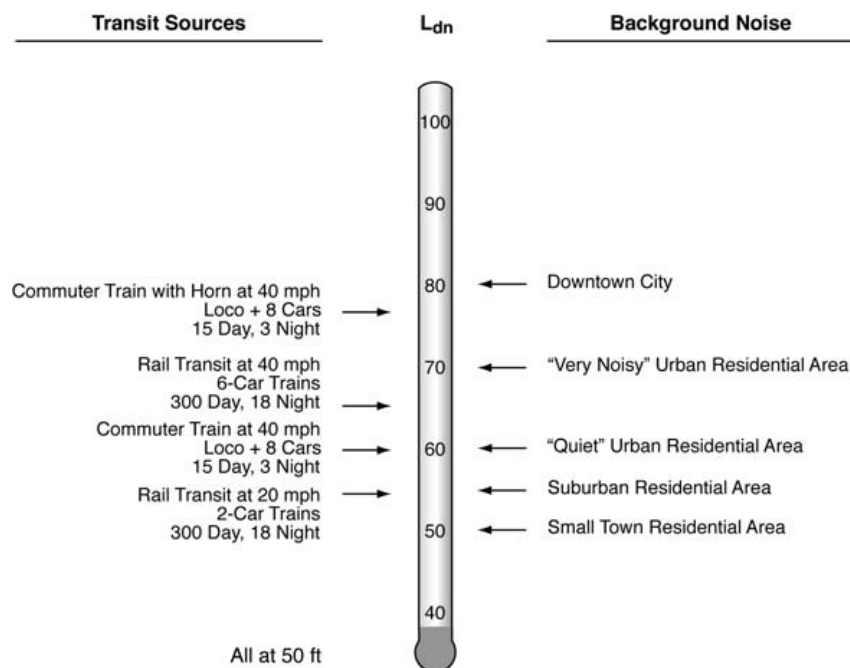 Transit Sources
Commuter Train with Horn at 40 mph
Loco + 8 Cars
15 Day, 3 Night
Rail Transit at 40 mph
6-Car Trains
300 Day, 18 Night
Commuter Train at 40 mph
Loco + 8 Cars
15 Day, 3 Night
Rail Transit at 20 mph
2-Car Trains
300 Day, 18 Night
All at 50 ft
Ldn
100
90
80
70
60
50
40
Background Noise
Downtown City
“Very Noisy” Urban Residential Area
“Quiet” Urban Residential Area
Suburban Residential Area
Small Town Residential Area